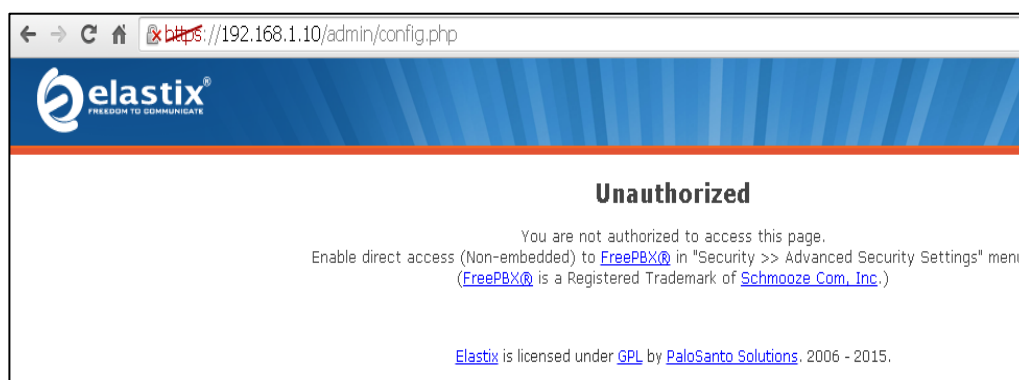 https://192.168.1.10/admin/config.php
elastix®
FREEDOM TO COMMUNICATE
Unauthorized
You are not authorized to access this page.
Enable direct access (Non-embedded) to FreePBX® in "Security >> Advanced Security Settings" menu
(FreePBX® is a Registered Trademark of Schmooze Com, Inc.)
Elastix is licensed under GPL by PaloSanto Solutions. 2006 - 2015.